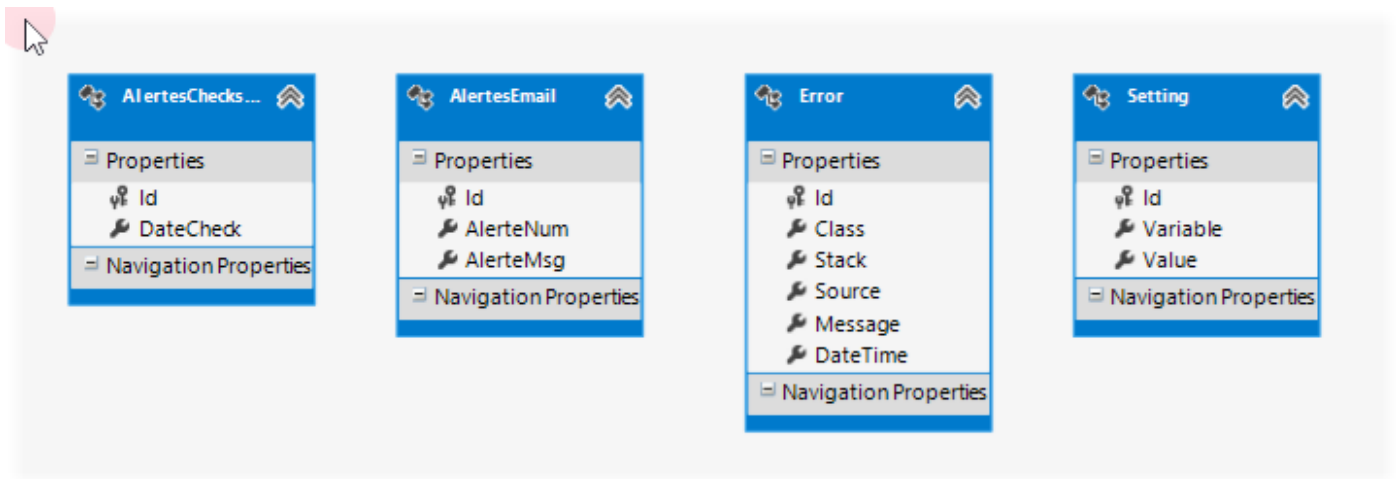 AlertesChecks...
Properties
Id
DateCheck
Navigation Properties
AlertesEmail
Properties
Id
AlerteNum
AlerteMsg
Navigation Properties
Error
Properties
Id
Class
Stack
Source
Message
DateTime
Navigation Properties
Setting
Properties
Id
Variable
Value
Navigation Properties